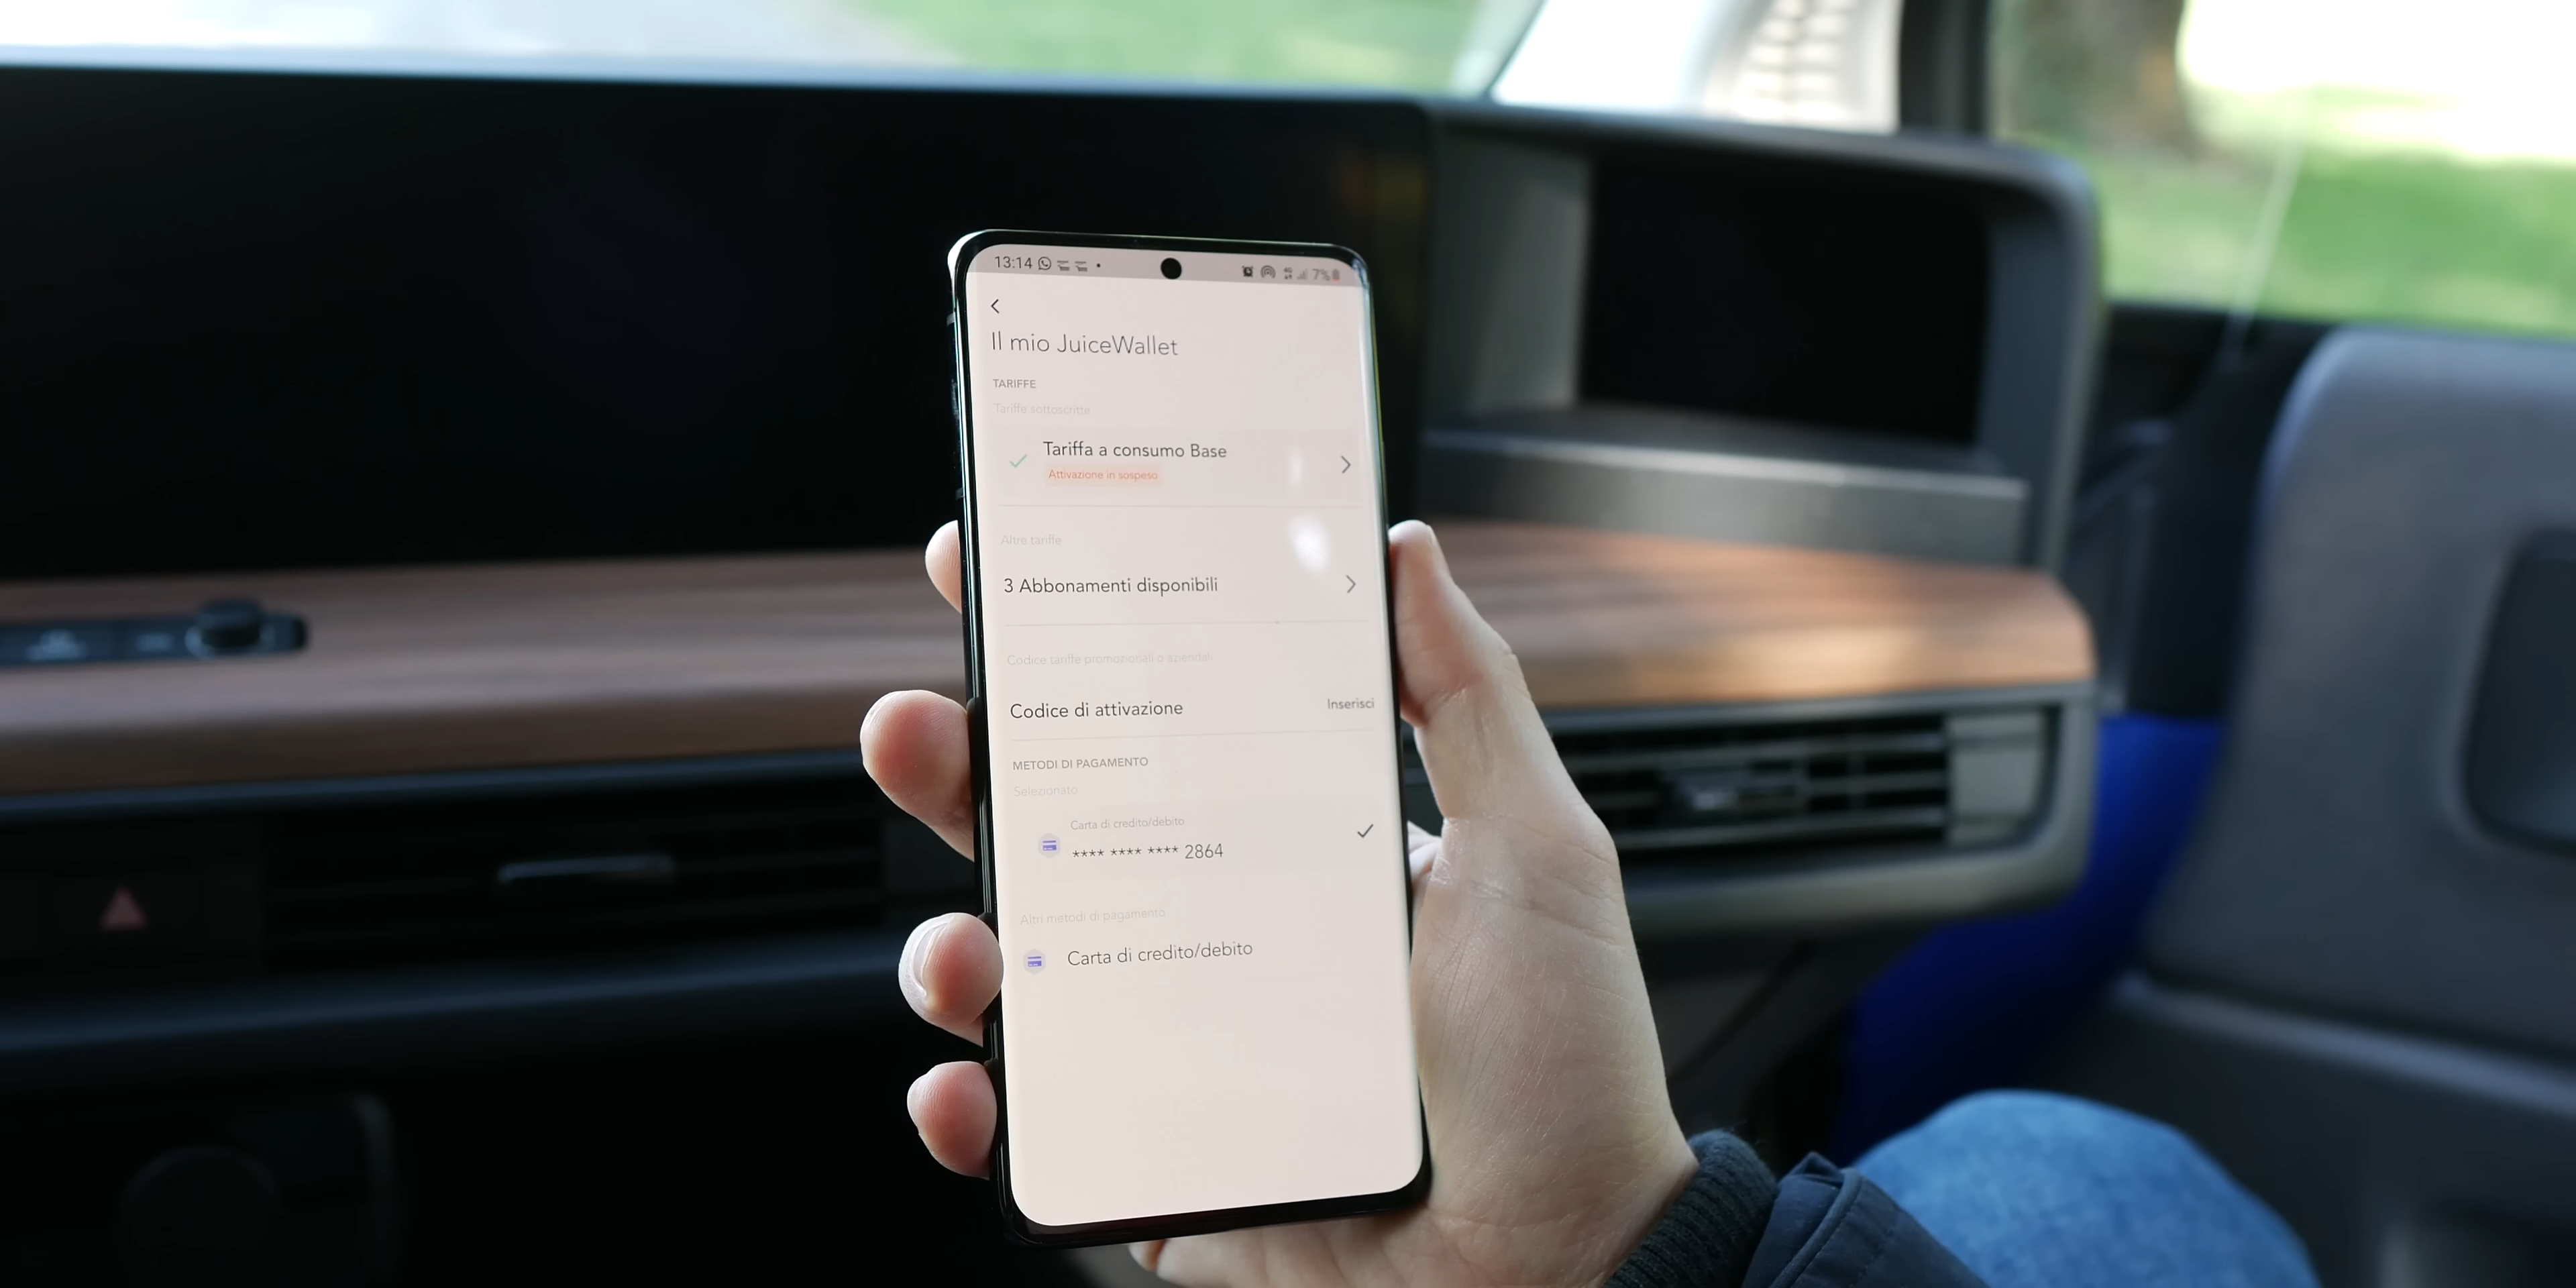 13:14
7%
Il mio JuiceWallet
TARIFFE
Tariffe sottoscritte
Tariffa a consumo Base
Attivazione in sospeso
Altre tariffe
3 Abbonamenti disponibili
Codice tariffe promozionali o aziendali
Codice di attivazione
Inserisci
METODI DI PAGAMENTO
Selezionato
Carta di credito/debito
**** **** **** 2864
Altri metodi di pagamento
Carta di credito/debito